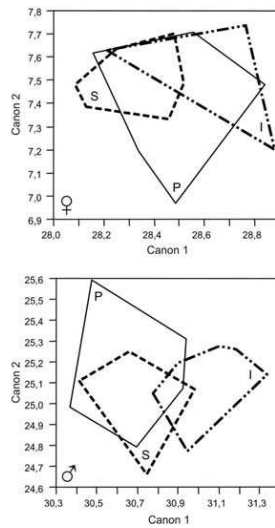 7,8
7,7
7,6
7,5
7,4
7,3
7,2
7,1
7,0
6,9
Canon 2
S
P
I
♀
28,0 28,2 28,4 28,6 28,8
Canon 1
25,6
25,5
25,4
25,3
25,2
25,1
25,0
24,9
24,8
24,7
24,6
Canon 2
P
I
S
♂
30,3 30,5 30,7 30,9 31,1 31,3
Canon 1